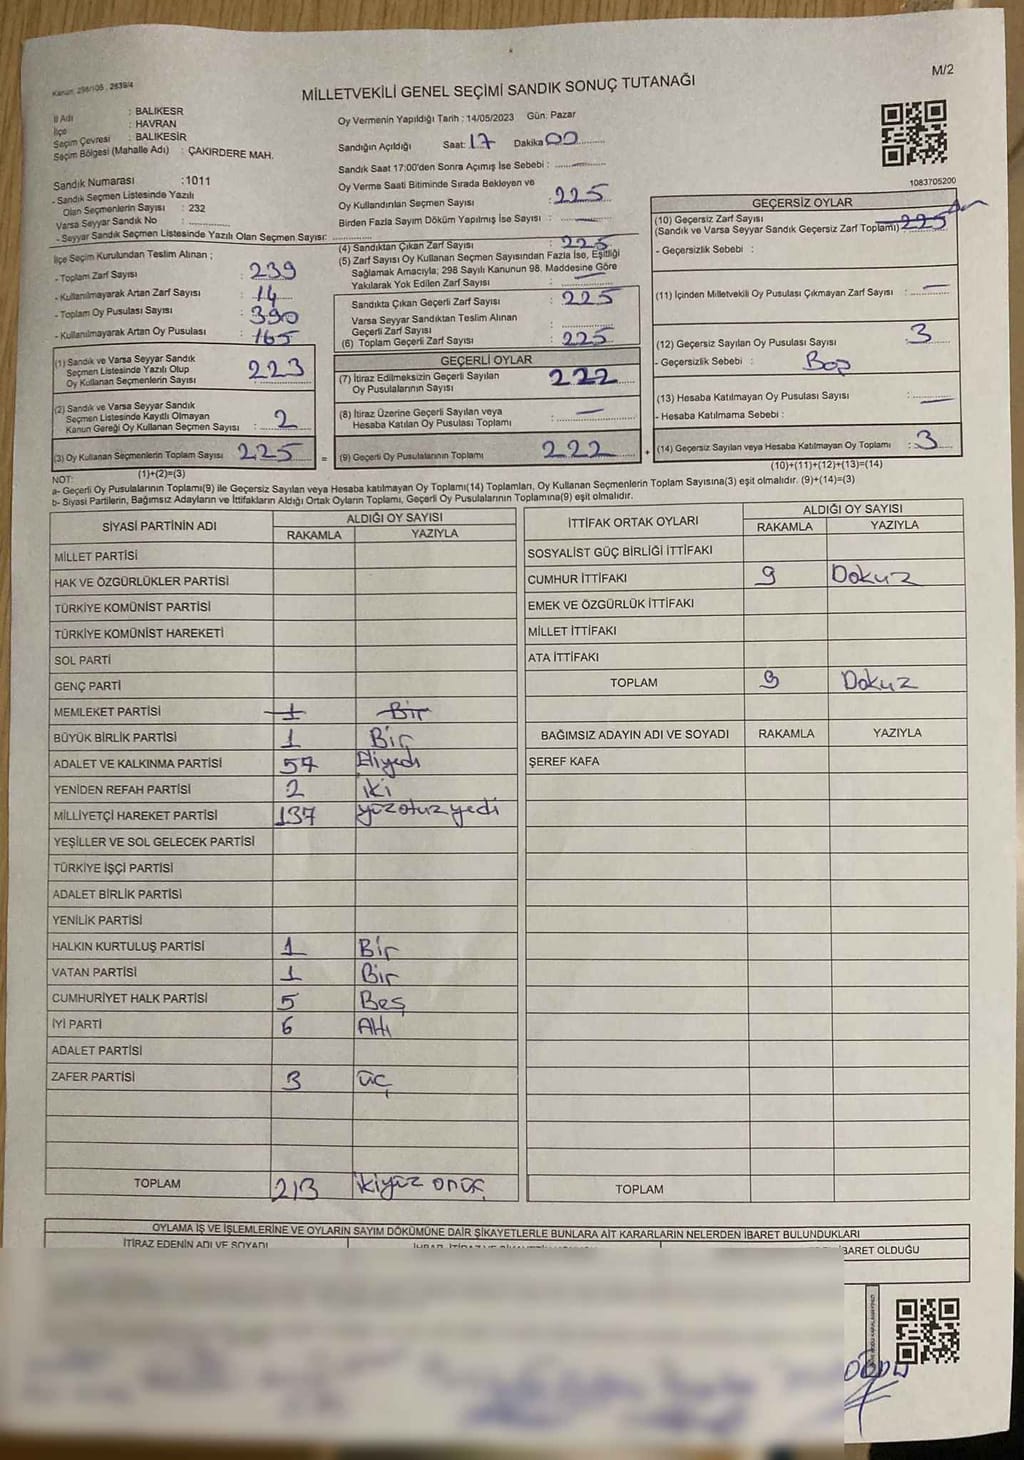 Kanun: 298/105, 2839/4
MİLLETVEKİLİ GENEL SEÇİMİ SANDIK SONUÇ TUTANAĞI
M/2
İl Adı : BALIKESR
İlçe : HAVRAN
Seçim Çevresi : BALIKESİR
Seçim Bölgesi (Mahalle Adı) : ÇAKIRDERE MAH.
Sandık Numarası : 1011
- Sandık Seçmen Listesinde Yazılı
Olan Seçmenlerin Sayısı : 232
Varsa Seyyar Sandık No :
- Seyyar Sandık Seçmen Listesinde Yazılı Olan Seçmen Sayısı:
Oy Vermenin Yapıldığı Tarih : 14/05/2023 Gün: Pazar
Sandığın Açıldığı Saat: 17 Dakika 00
Sandık Saat 17:00'den Sonra Açımış İse Sebebi : —
Oy Verme Saati Bitiminde Sırada Bekleyen ve
Oy Kullandırılan Seçmen Sayısı : 225
Birden Fazla Sayım Döküm Yapılmış İse Sayısı : —
1083705200
İlçe Seçim Kurulundan Teslim Alınan ;
- Toplam Zarf Sayısı : 239
- Kullanılmayarak Artan Zarf Sayısı : 14
- Toplam Oy Pusulası Sayısı : 390
- Kullanılmayarak Artan Oy Pusulası : 165
(1) Sandık ve Varsa Seyyar Sandık
Seçmen Listesinde Yazılı Olup
Oy Kullanan Seçmenlerin Sayısı : 223
(2) Sandık ve Varsa Seyyar Sandık
Seçmen Listesinde Kayıtlı Olmayan
Kanun Gereği Oy Kullanan Seçmen Sayısı : 2
(3) Oy Kullanan Seçmenlerin Toplam Sayısı : 225
(1)+(2)=(3)
(4) Sandıktan Çıkan Zarf Sayısı : 225
(5) Zarf Sayısı Oy Kullanan Seçmen Sayısından Fazla İse, Eşitliği
Sağlamak Amacıyla; 298 Sayılı Kanunun 98. Maddesine Göre
Yakılarak Yok Edilen Zarf Sayısı : —
Sandıkta Çıkan Geçerli Zarf Sayısı : 225
Varsa Seyyar Sandıktan Teslim Alınan
Geçerli Zarf Sayısı :
(6) Toplam Geçerli Zarf Sayısı : 225
GEÇERLİ OYLAR
(7) İtiraz Edilmeksizin Geçerli Sayılan
Oy Pusulalarının Sayısı : 222
(8) İtiraz Üzerine Geçerli Sayılan veya
Hesaba Katılan Oy Pusulası Toplamı : —
= (9) Geçerli Oy Pusulalarının Toplamı 222 +
GEÇERSİZ OYLAR
(10) Geçersiz Zarf Sayısı
(Sandık ve Varsa Seyyar Sandık Geçersiz Zarf Toplamı) : 225
- Geçersizlik Sebebi :
(11) İçinden Milletvekili Oy Pusulası Çıkmayan Zarf Sayısı : —
(12) Geçersiz Sayılan Oy Pusulası Sayısı : 3
- Geçersizlik Sebebi : Boş
(13) Hesaba Katılmayan Oy Pusulası Sayısı : —
- Hesaba Katılmama Sebebi :
(14) Geçersiz Sayılan veya Hesaba Katılmayan Oy Toplamı : 3
(10)+(11)+(12)+(13)=(14)
NOT:
a- Geçerli Oy Pusulalarının Toplamı(9) ile Geçersiz Sayılan veya Hesaba katılmayan Oy Toplamı(14) Toplamları, Oy Kullanan Seçmenlerin Toplam Sayısına(3) eşit olmalıdır. (9)+(14)=(3)
b- Siyasi Partilerin, Bağımsız Adayların ve İttifakların Aldığı Ortak Oyların Toplamı, Geçerli Oy Pusulalarının Toplamına(9) eşit olmalıdır.
SİYASİ PARTİNİN ADI ALDIĞI OY SAYISI
RAKAMLA YAZIYLA
MİLLET PARTİSİ
HAK VE ÖZGÜRLÜKLER PARTİSİ
TÜRKİYE KOMÜNİST PARTİSİ
TÜRKİYE KOMÜNİST HAREKETİ
SOL PARTİ
GENÇ PARTİ
MEMLEKET PARTİSİ 1 Bir
BÜYÜK BİRLİK PARTİSİ 1 Bir
ADALET VE KALKINMA PARTİSİ 57 Elliyedi
YENİDEN REFAH PARTİSİ 2 iki
MİLLİYETÇİ HAREKET PARTİSİ 137 yüzotuzyedi
YEŞİLLER VE SOL GELECEK PARTİSİ
TÜRKİYE İŞÇİ PARTİSİ
ADALET BİRLİK PARTİSİ
YENİLİK PARTİSİ
HALKIN KURTULUŞ PARTİSİ 1 Bir
VATAN PARTİSİ 1 Bir
CUMHURİYET HALK PARTİSİ 5 Beş
İYİ PARTİ 6 Altı
ADALET PARTİSİ
ZAFER PARTİSİ 3 üç
TOPLAM 213 ikiyüz onüç
İTTİFAK ORTAK OYLARI ALDIĞI OY SAYISI
RAKAMLA YAZIYLA
SOSYALİST GÜÇ BİRLİĞİ İTTİFAKI
CUMHUR İTTİFAKI 9 Dokuz
EMEK VE ÖZGÜRLÜK İTTİFAKI
MİLLET İTTİFAKI
ATA İTTİFAKI
TOPLAM 9 Dokuz
BAĞIMSIZ ADAYIN ADI VE SOYADI RAKAMLA YAZIYLA
ŞEREF KAFA
TOPLAM
OYLAMA İŞ VE İŞLEMLERİNE VE OYLARIN SAYIM DÖKÜMÜNE DAİR ŞİKAYETLERLE BUNLARA AİT KARARLARIN NELERDEN İBARET BULUNDUKLARI
İTİRAZ EDENİN ADI VE SOYADI
İBARET OLDUĞU